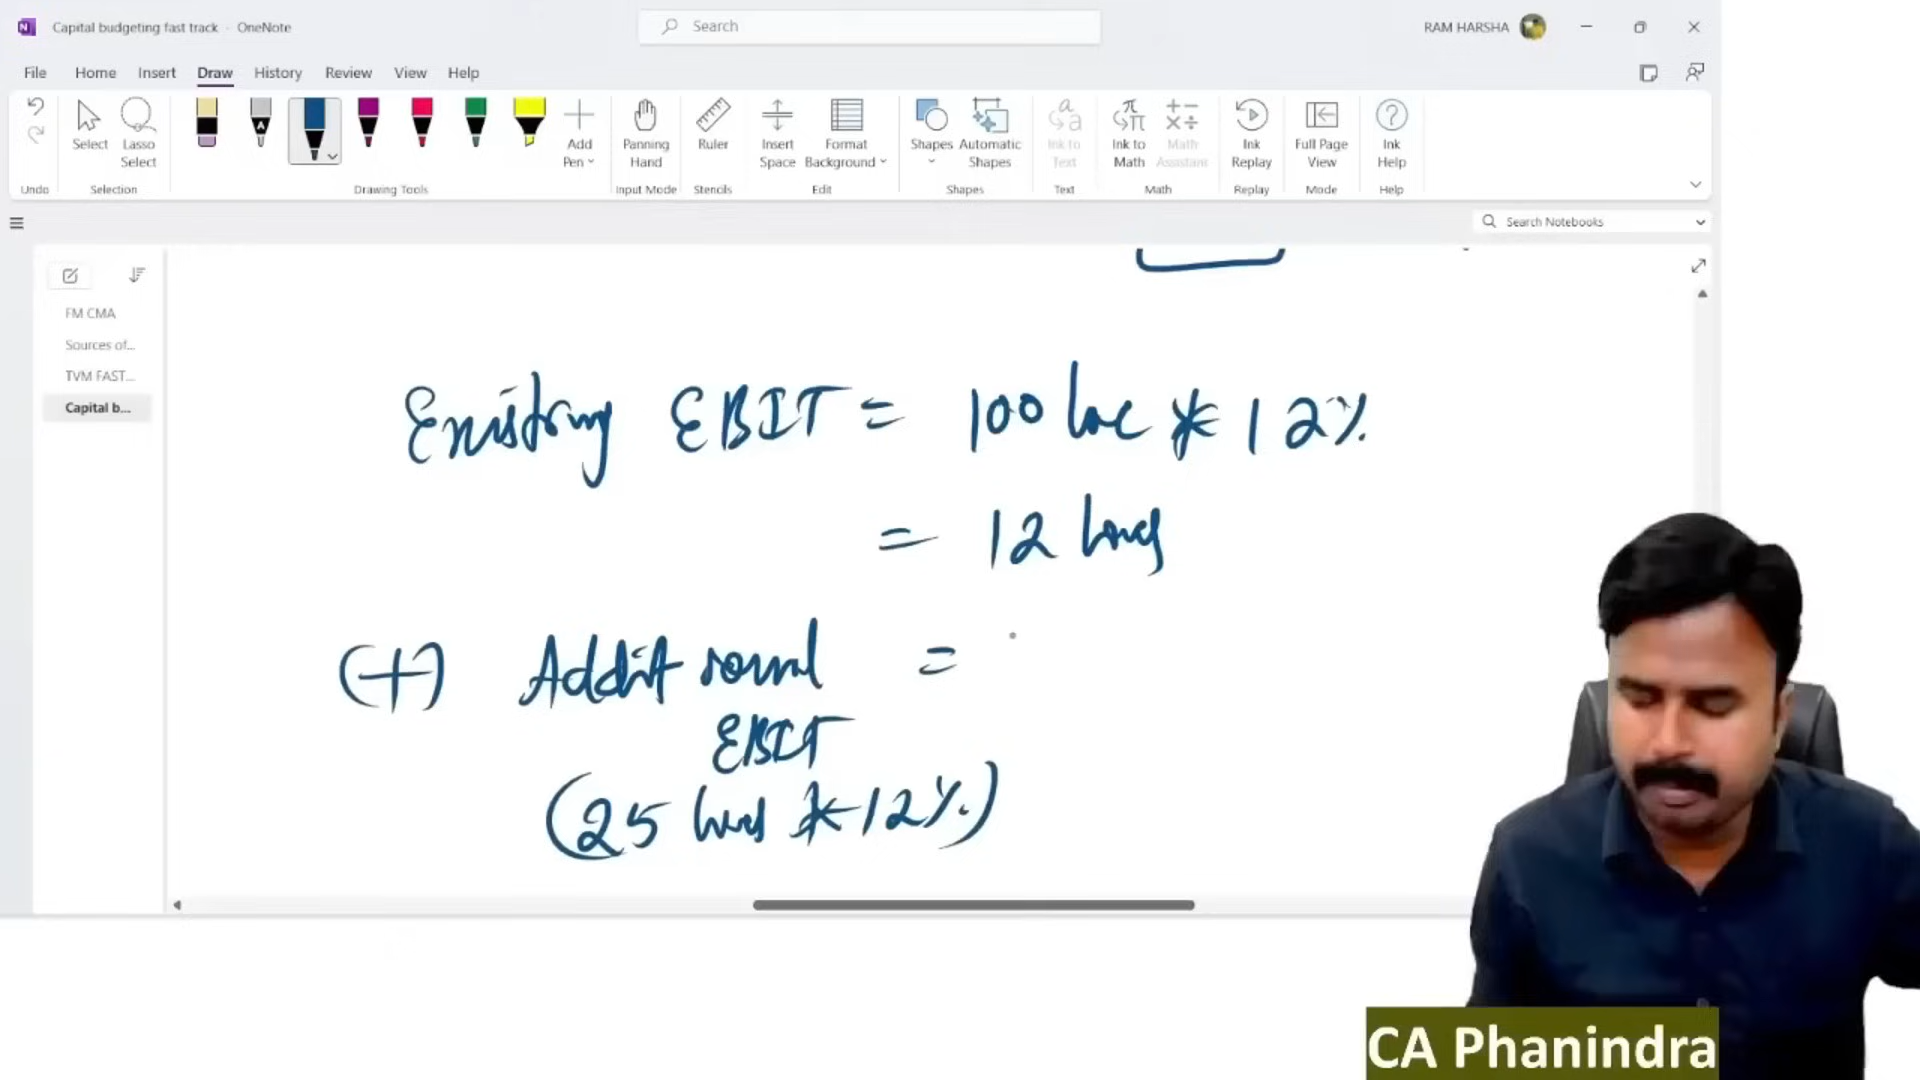 Capital budgeting fast track - OneNote
Search
RAM HARSHA
File Home Insert Draw History Review View Help
Undo
Select
Lasso Select
Selection
Drawing Tools
Add Pen
Panning Hand
Input Mode
Ruler
Stencils
Insert Space
Format Background
Edit
Shapes
Automatic Shapes
Shapes
Ink to Text
Text
Ink to Math
Math Assistant
Math
Ink Replay
Replay
Full Page View
Mode
Ink Help
Help
Search Notebooks
FM CMA
Sources of...
TVM FAST...
Capital b...
Existing EBIT = 100 lac * 12%
= 12 lacs
(+) Additional =
EBIT
(25 lacs * 12%)
CA Phanindra